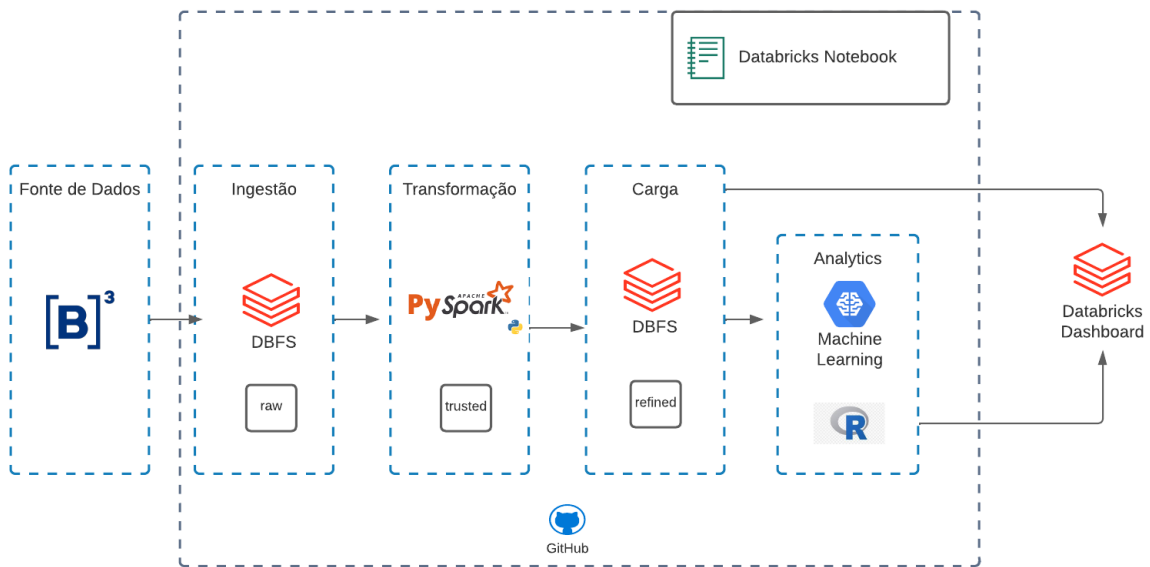 Databricks Notebook
Fonte de Dados
[B]³
Ingestão
DBFS
raw
Transformação
APACHE
PySpark
trusted
Carga
DBFS
refined
Analytics
Machine
Learning
R
Databricks
Dashboard
GitHub